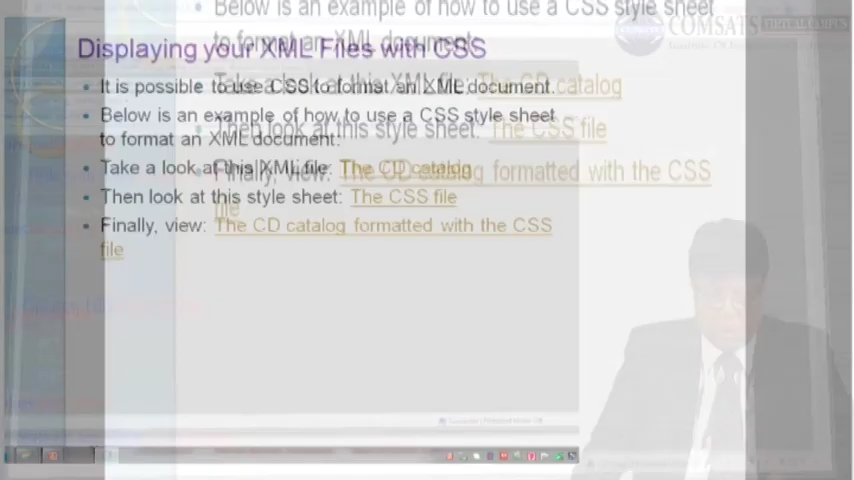 Below is an example of how to use a CSS style sheet
to format an XML document:
COMSATS
Displaying your XML Files with CSS
It is possible to use CSS to format an XML document.
Below is an example of how to use a CSS style sheet
to format an XML document:
Take a look at this XML file: The CD catalog
Then look at this style sheet: The CSS file
Finally, view: The CD catalog formatted with the CSS
file
Take a look at this XML file: The CD catalog
Then look at this style sheet: The CSS file
Finally, view: The CD catalog formatted with the CSS
file